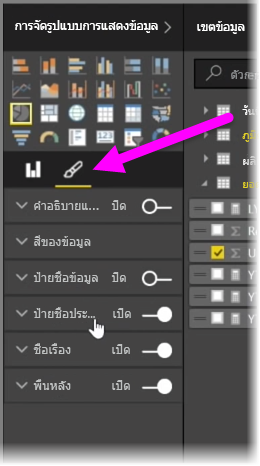 การจัดรูปแบบการแสดงข้อมูล
เขตข้อมูล
ตัวกร
วัน
ภูมิ
ผลิ
ยอ
คำอธิบายแ... ปิด
สีของข้อมูล
ป้ายชื่อข้อมูล ปิด
ป้ายชื่อประ... เปิด
ชื่อเรื่อง เปิด
พื้นหลัง เปิด
LY
Re
U
Y
Y
Y